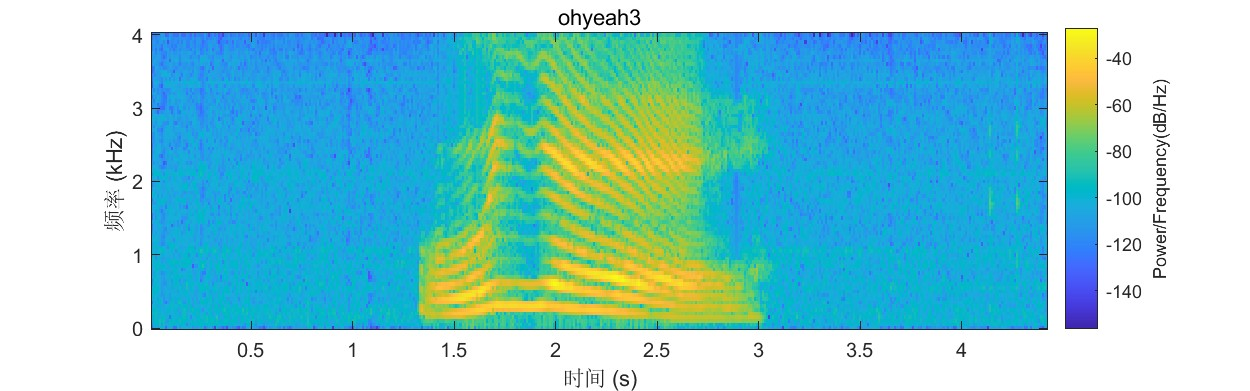 ohyeah3
4
3
2
1
0
频率 (kHz)
0.5 1 1.5 2 2.5 3 3.5 4
时间 (s)
-40
-60
-80
-100
-120
-140
Power/Frequency(dB/Hz)